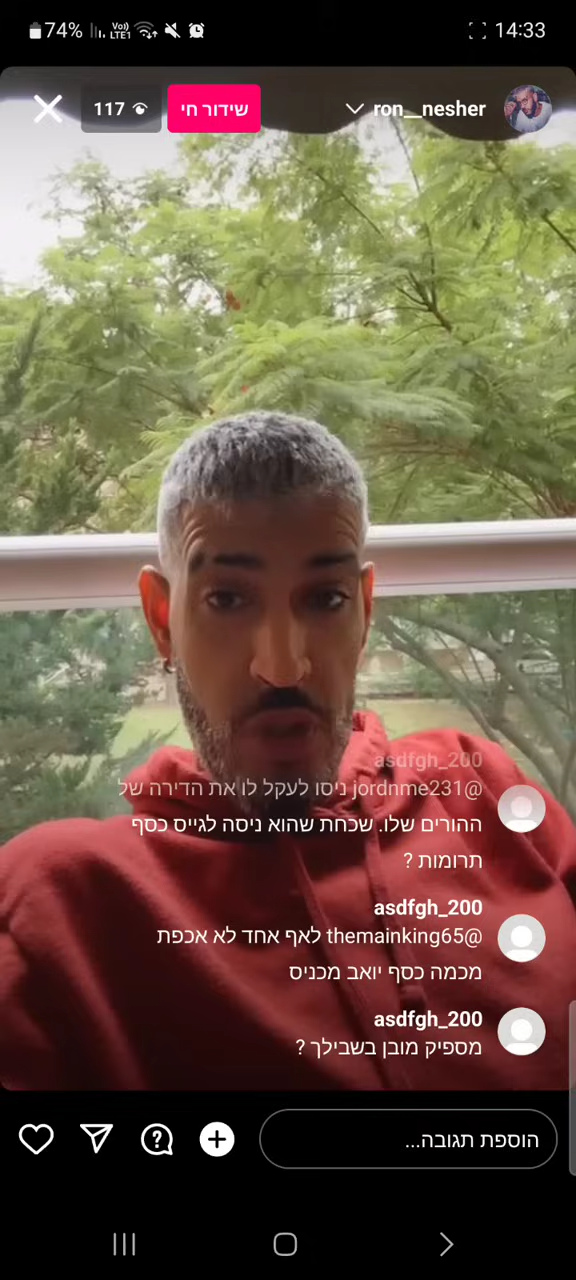 74% Vo)) LTE1 14:33
ron__nesher שידור חי 117
asdfgh_200
@jordnme231 ניסו לעקל לו את הדירה של
ההורים שלו. שכחת שהוא ניסה לגייס כסף
תרומות ?
asdfgh_200
@themainking65 לאף אחד לא אכפת
מכמה כסף יואב מכניס
asdfgh_200
מספיק מובן בשבילך ?
הוספת תגובה...